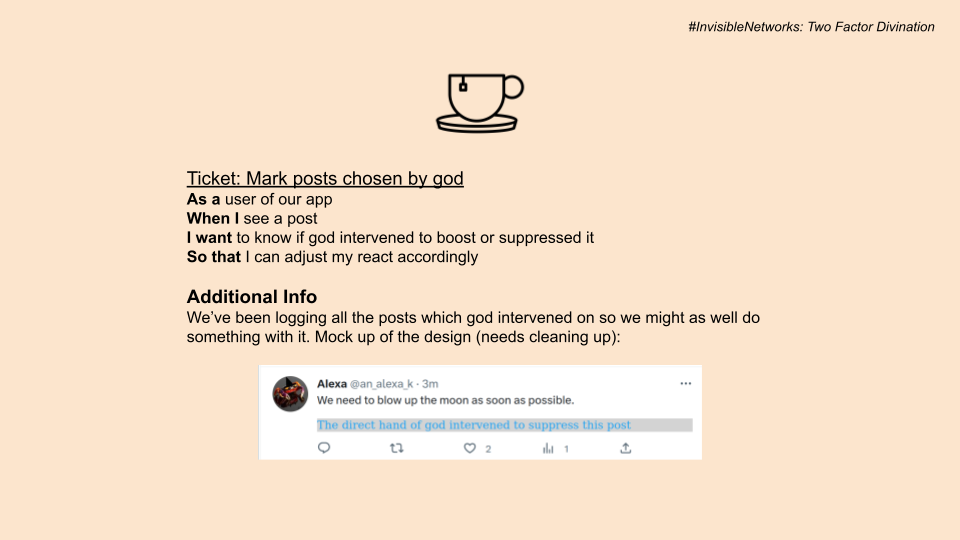 #InvisibleNetworks: Two Factor Divination
Ticket: Mark posts chosen by god
As a user of our app
When I see a post
I want to know if god intervened to boost or suppressed it
So that I can adjust my react accordingly
Additional Info
We've been logging all the posts which god intervened on so we might as well do
something with it. Mock up of the design (needs cleaning up):
Alexa @an_alexa_k · 3m
We need to blow up the moon as soon as possible.
The direct hand of god intervened to suppress this post
2 1